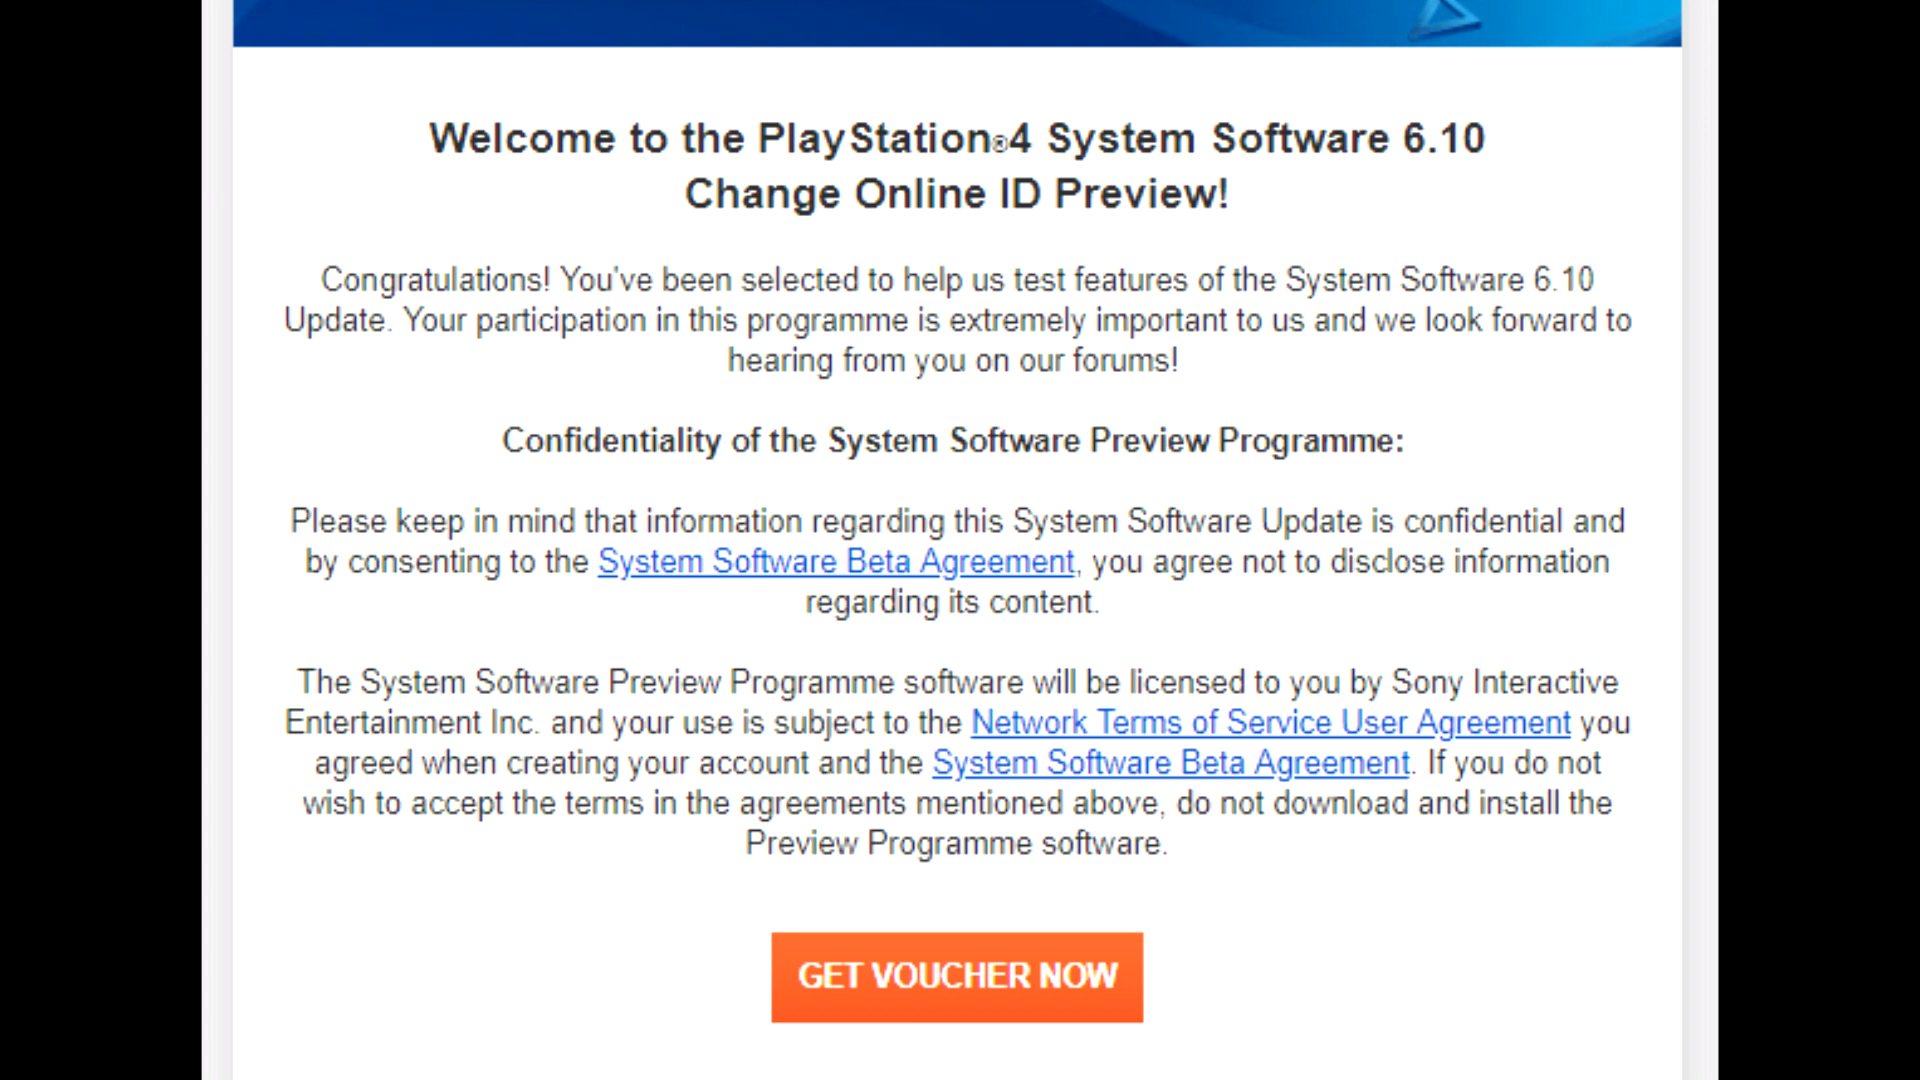 Welcome to the PlayStation®4 System Software 6.10
Change Online ID Preview!
Congratulations! You've been selected to help us test features of the System Software 6.10
Update. Your participation in this programme is extremely important to us and we look forward to
hearing from you on our forums!
Confidentiality of the System Software Preview Programme:
Please keep in mind that information regarding this System Software Update is confidential and
by consenting to the System Software Beta Agreement, you agree not to disclose information
regarding its content.
The System Software Preview Programme software will be licensed to you by Sony Interactive
Entertainment Inc. and your use is subject to the Network Terms of Service User Agreement you
agreed when creating your account and the System Software Beta Agreement. If you do not
wish to accept the terms in the agreements mentioned above, do not download and install the
Preview Programme software.
GET VOUCHER NOW